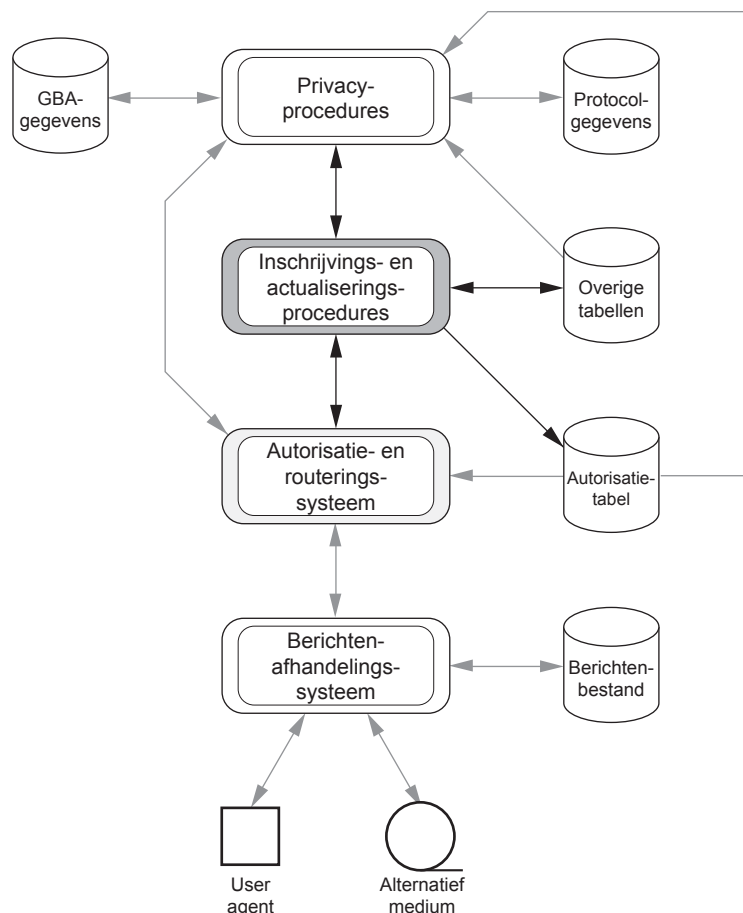 Privacy-
procedures
GBA-
gegevens
Protocol-
gegevens
Inschrijvings- en
actualiserings-
procedures
Overige
tabellen
Autorisatie- en
routerings-
systeem
Autorisatie-
tabel
Berichten-
afhandelings-
systeem
Berichten-
bestand
User
agent
Alternatief
medium